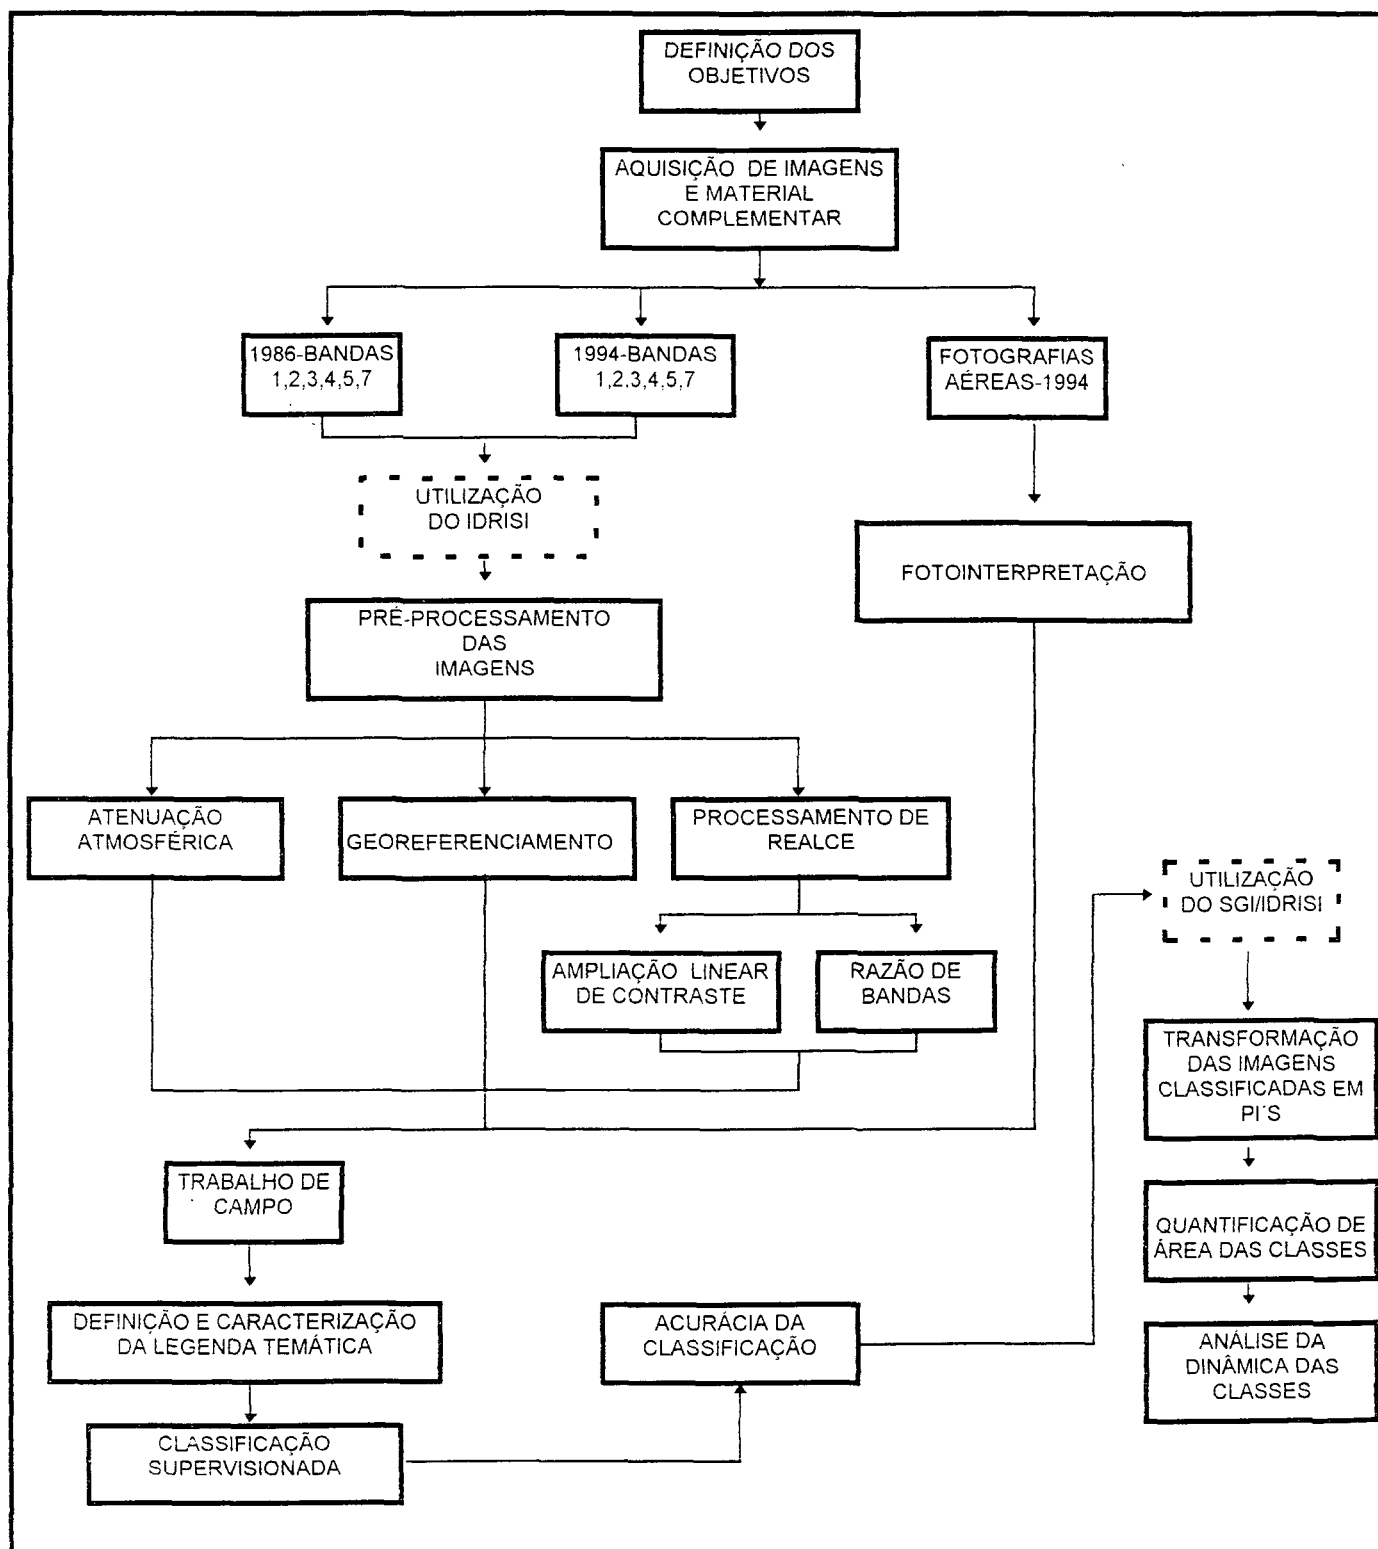 DEFINIÇÃO DOS
OBJETIVOS
AQUISIÇÃO DE IMAGENS
E MATERIAL
COMPLEMENTAR
1986-BANDAS
1,2,3,4,5,7
1994-BANDAS
1,2,3,4,5,7
FOTOGRAFIAS
AÉREAS-1994
UTILIZAÇÃO
DO IDRISI
FOTOINTERPRETAÇÃO
PRÉ-PROCESSAMENTO
DAS
IMAGENS
ATENUAÇÃO
ATMOSFÉRICA
GEOREFERENCIAMENTO
PROCESSAMENTO DE
REALCE
UTILIZAÇÃO
DO SGI/IDRISI
AMPLIAÇÃO LINEAR
DE CONTRASTE
RAZÃO DE
BANDAS
TRANSFORMAÇÃO
DAS IMAGENS
CLASSIFICADAS EM
PI´S
TRABALHO DE
CAMPO
QUANTIFICAÇÃO DE
ÁREA DAS CLASSES
DEFINIÇÃO E CARACTERIZAÇÃO
DA LEGENDA TEMÁTICA
ACURÁCIA DA
CLASSIFICAÇÃO
ANÁLISE DA
DINÂMICA DAS
CLASSES
CLASSIFICAÇÃO
SUPERVISIONADA